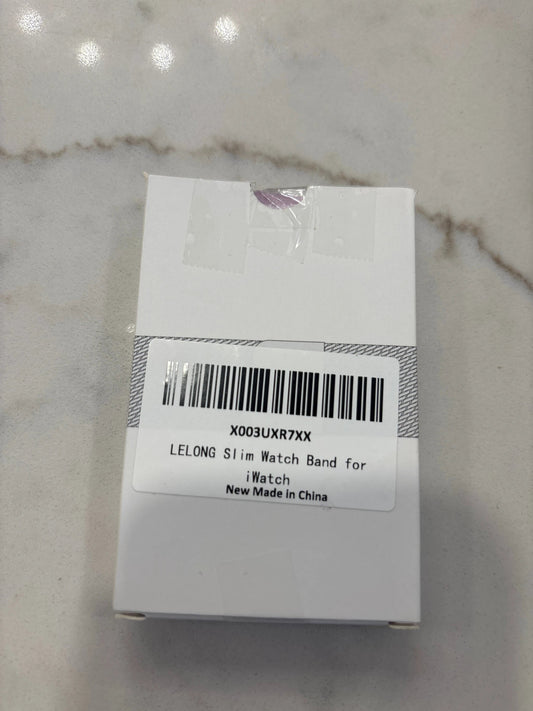 X003UXR7XX
LELONG Slim Watch Band for
iWatch
New Made in China